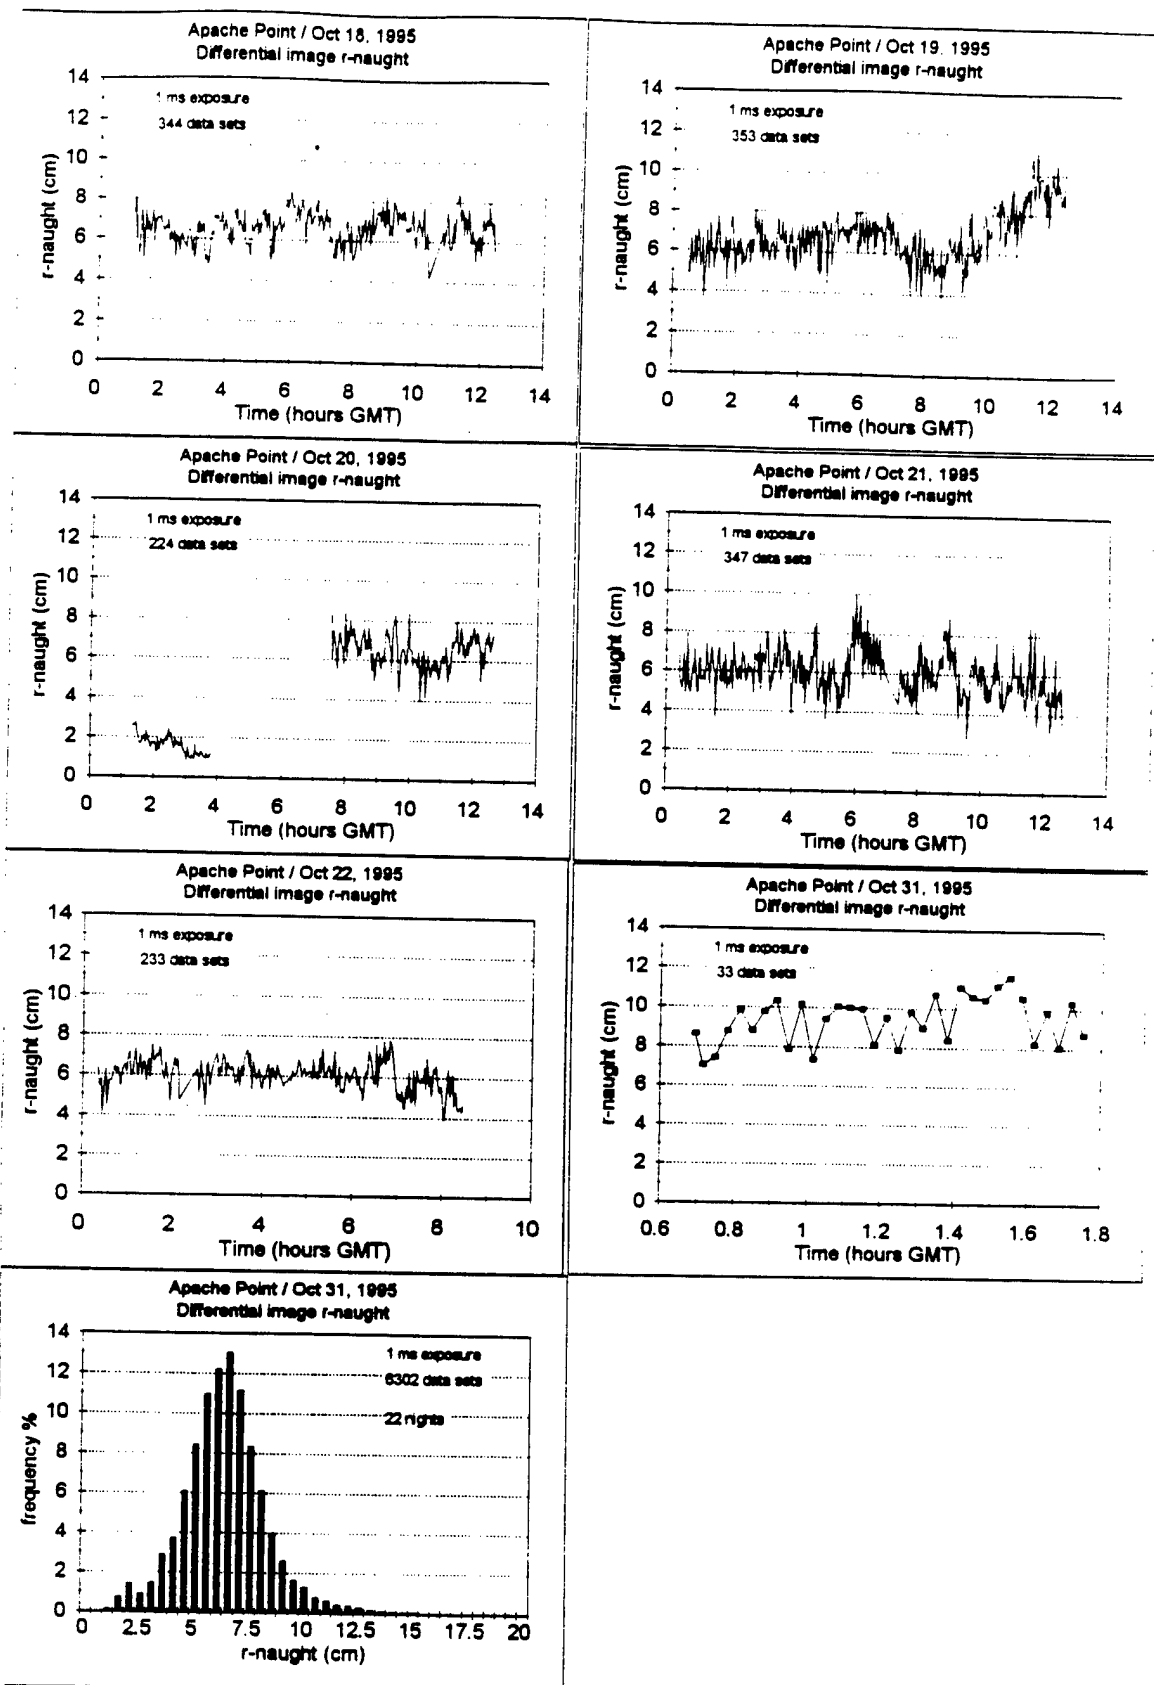 Apache Point / Oct 18, 1995
Differential image r-naught
1 ms exposure
344 data sets
r-naught (cm)
14
12
10
8
6
4
2
0
0 2 4 6 8 10 12 14
Time (hours GMT)
Apache Point / Oct 19, 1995
Differential image r-naught
1 ms exposure
353 data sets
r-naught (cm)
14
12
10
8
6
4
2
0
0 2 4 6 8 10 12 14
Time (hours GMT)
Apache Point / Oct 20, 1995
Differential image r-naught
1 ms exposure
224 data sets
r-naught (cm)
14
12
10
8
6
4
2
0
0 2 4 6 8 10 12 14
Time (hours GMT)
Apache Point / Oct 21, 1995
Differential image r-naught
1 ms exposure
347 data sets
r-naught (cm)
14
12
10
8
6
4
2
0
0 2 4 6 8 10 12 14
Time (hours GMT)
Apache Point / Oct 22, 1995
Differential image r-naught
1 ms exposure
233 data sets
r-naught (cm)
14
12
10
8
6
4
2
0
0 2 4 6 8 10
Time (hours GMT)
Apache Point / Oct 31, 1995
Differential image r-naught
1 ms exposure
33 data sets
r-naught (cm)
14
12
10
8
6
4
2
0
0.6 0.8 1 1.2 1.4 1.6 1.8
Time (hours GMT)
Apache Point / Oct 31, 1995
Differential image r-naught
1 ms exposure
6302 data sets
22 nights
frequency %
14
12
10
8
6
4
2
0
0 2.5 5 7.5 10 12.5 15 17.5 20
r-naught (cm)